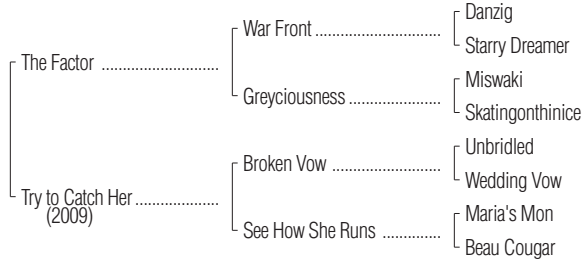 Danzig
War Front
Starry Dreamer
The Factor
Miswaki
Greyciousness
Skatingonthinice
Unbridled
Broken Vow
Wedding Vow
Try to Catch Her
(2009)
Maria's Mon
See How She Runs
Beau Cougar